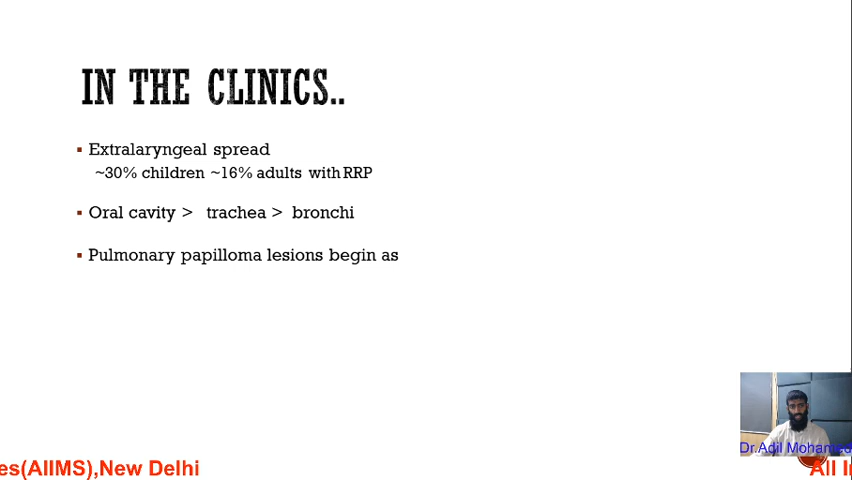 IN THE CLINICS..
▪ Extralaryngeal spread
~30% children ~16% adults with RRP
▪ Oral cavity > trachea > bronchi
▪ Pulmonary papilloma lesions begin as
Dr.Adil Mohamed
es(AIIMS),New Delhi
All I